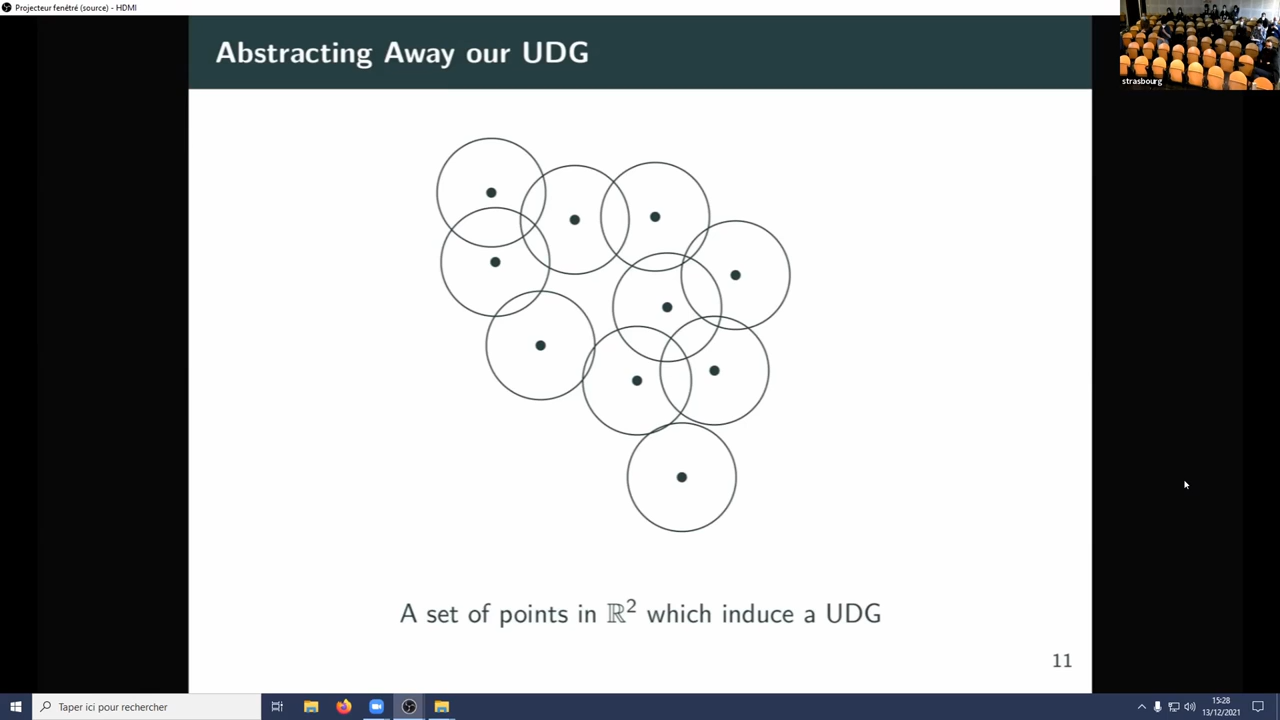 Projecteur fenêtré (source) - HDMI
Abstracting Away our UDG
strasbourg
A set of points in ℝ² which induce a UDG
11
Taper ici pour rechercher
15:28
13/12/2021